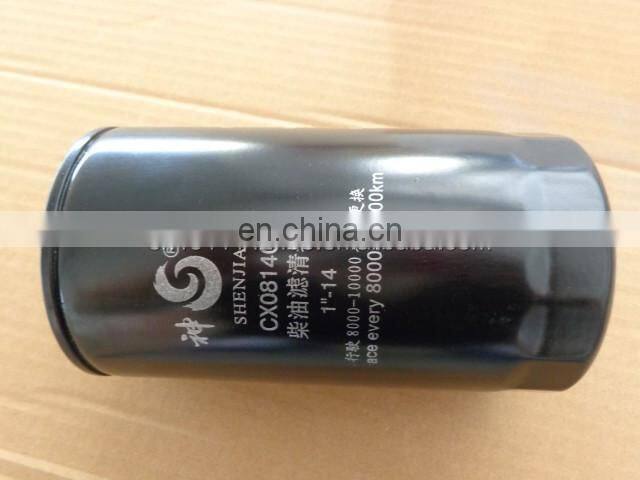 神
®
SHENJIA
CX0814
柴油滤清
1"-14
行驶 8000-10000 更换
ace every 8000 00km
en.china.cn